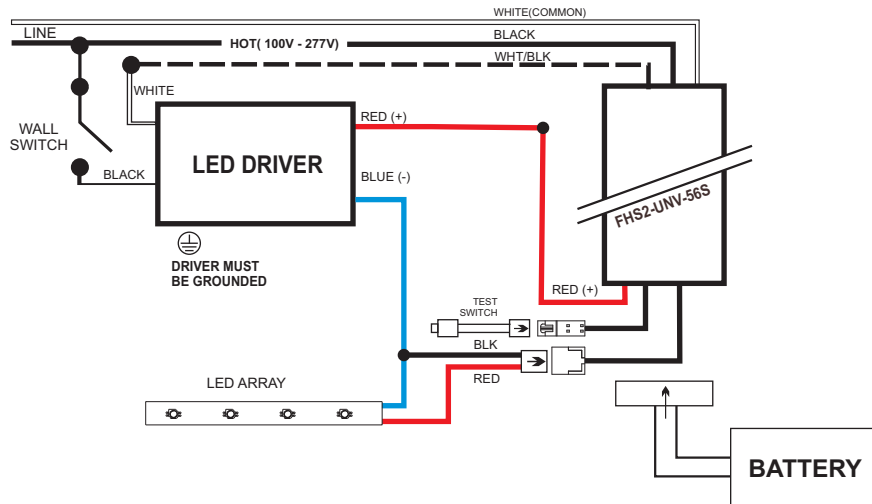 WHITE(COMMON)
LINE
HOT( 100V - 277V)
BLACK
WHT/BLK
WHITE
WALL
SWITCH
RED (+)
LED DRIVER
BLACK
BLUE (-)
FHS2-UNV-56S
DRIVER MUST
BE GROUNDED
RED (+)
TEST
SWITCH
BLK
RED
LED ARRAY
BATTERY